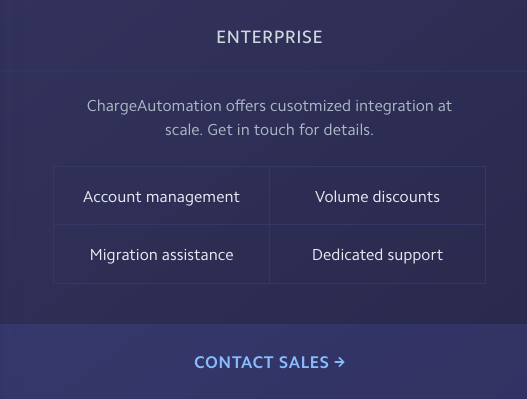 ENTERPRISE
ChargeAutomation offers cusotmized integration at
scale. Get in touch for details.
Account management
Volume discounts
Migration assistance
Dedicated support
CONTACT SALES →